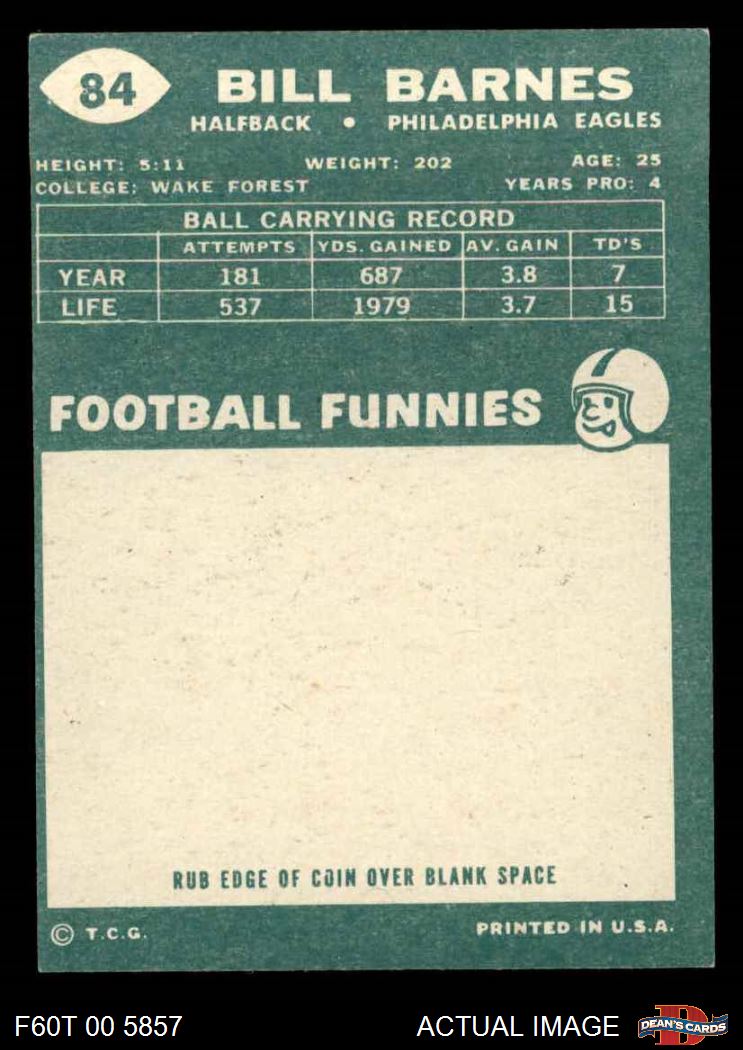 84
BILL BARNES
HALFBACK • PHILADELPHIA EAGLES
HEIGHT: 5:11 WEIGHT: 202 AGE: 25
COLLEGE: WAKE FOREST YEARS PRO: 4
BALL CARRYING RECORD
ATTEMPTS YDS. GAINED AV. GAIN TD'S
YEAR 181 687 3.8 7
LIFE 537 1979 3.7 15
FOOTBALL FUNNIES
RUB EDGE OF COIN OVER BLANK SPACE
© T.C.G. PRINTED IN U.S.A.
F60T 00 5857 ACTUAL IMAGE D DEAN'S CARDS